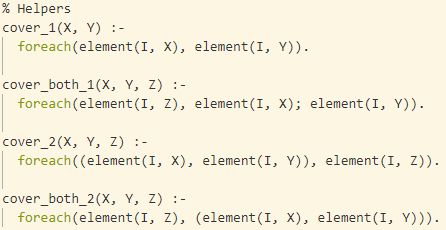 % Helpers
cover_1(X, Y) :-
  foreach(element(I, X), element(I, Y)).

cover_both_1(X, Y, Z) :-
  foreach(element(I, Z), element(I, X); element(I, Y)).

cover_2(X, Y, Z) :-
  foreach((element(I, X), element(I, Y)), element(I, Z)).

cover_both_2(X, Y, Z) :-
  foreach(element(I, Z), (element(I, X), element(I, Y))).